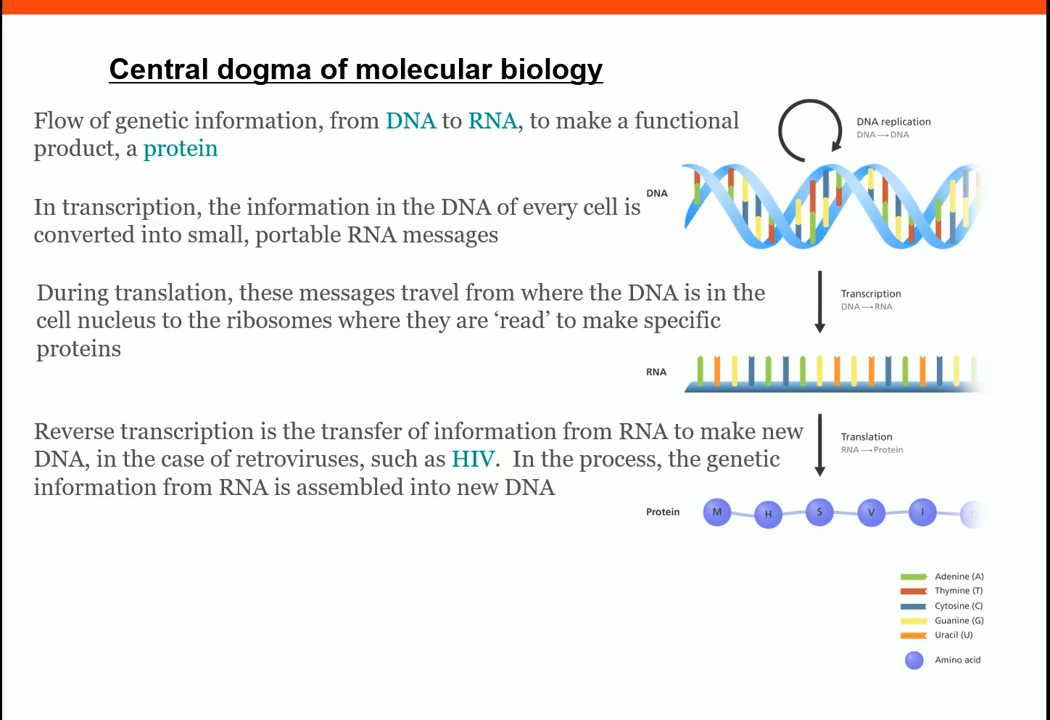 Central dogma of molecular biology
Flow of genetic information, from DNA to RNA, to make a functional
product, a protein
In transcription, the information in the DNA of every cell is
converted into small, portable RNA messages
During translation, these messages travel from where the DNA is in the
cell nucleus to the ribosomes where they are ‘read’ to make specific
proteins
Reverse transcription is the transfer of information from RNA to make new
DNA, in the case of retroviruses, such as HIV.  In the process, the genetic
information from RNA is assembled into new DNA
DNA replication
DNA→DNA
DNA
Transcription
DNA→RNA
RNA
Translation
RNA→Protein
Protein
M H S V I
Adenine (A)
Thymine (T)
Cytosine (C)
Guanine (G)
Uracil (U)
Amino acid